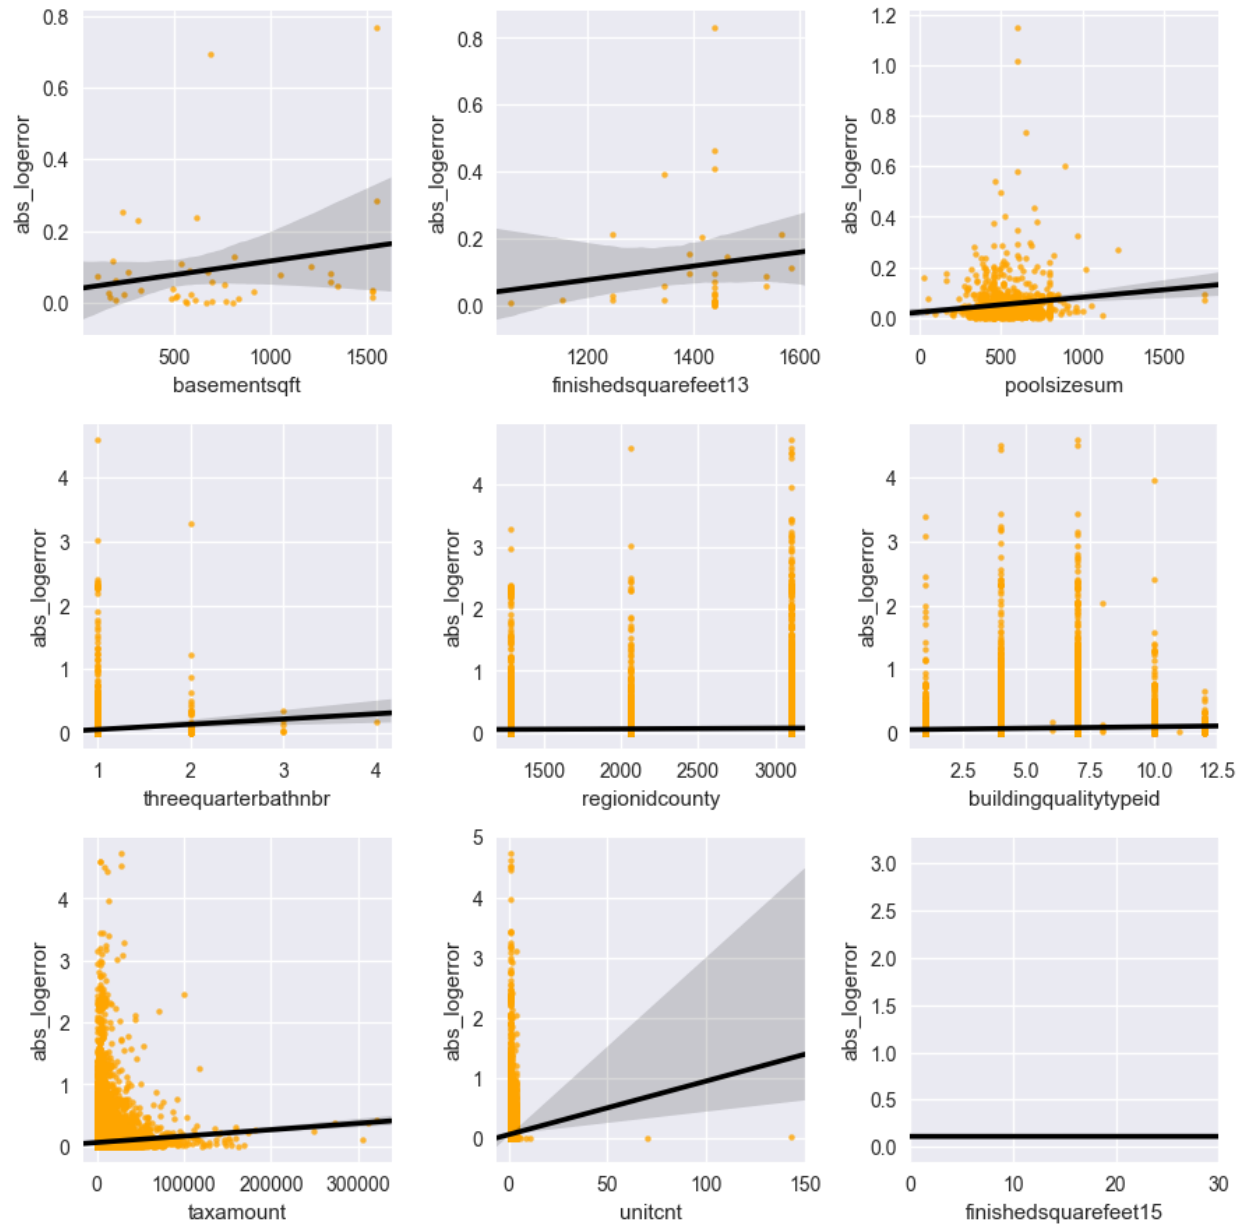 0.8
0.6
0.4
0.2
0.0
abs_logerror
500 1000 1500
basementsqft
0.8
0.6
0.4
0.2
0.0
abs_logerror
1200 1400 1600
finishedsquarefeet13
1.2
1.0
0.8
0.6
0.4
0.2
0.0
abs_logerror
0 500 1000 1500
poolsizesum
4
3
2
1
0
abs_logerror
1 2 3 4
threequarterbathnbr
4
3
2
1
0
abs_logerror
1500 2000 2500 3000
regionidcounty
4
3
2
1
0
abs_logerror
2.5 5.0 7.5 10.0 12.5
buildingqualitytypeid
4
3
2
1
0
abs_logerror
0 100000 200000 300000
taxamount
5
4
3
2
1
0
abs_logerror
0 50 100 150
unitcnt
3.0
2.5
2.0
1.5
1.0
0.5
0.0
abs_logerror
0 10 20 30
finishedsquarefeet15